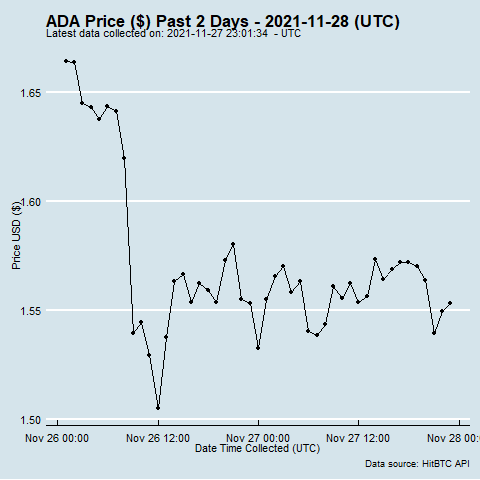 ADA Price ($) Past 2 Days - 2021-11-28 (UTC)
Latest data collected on: 2021-11-27 23:01:34 - UTC
1.65
1.60
1.55
1.50
Price USD ($)
Nov 26 00:00 Nov 26 12:00 Nov 27 00:00 Nov 27 12:00 Nov 28 00:0
Date Time Collected (UTC)
Data source: HitBTC API